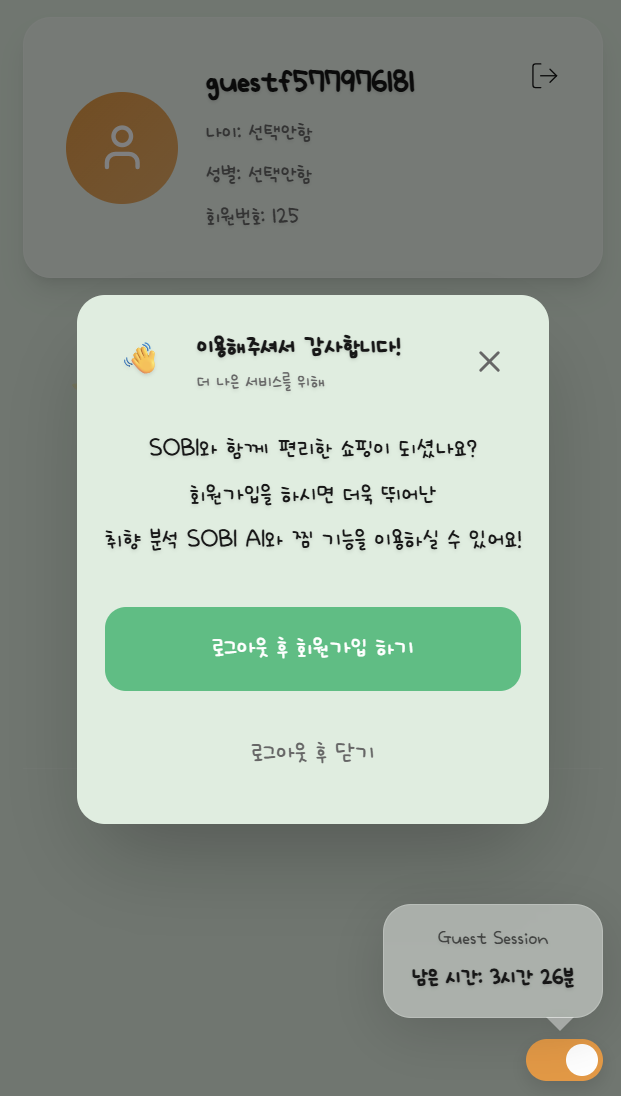 guestf577976181
나이: 선택안함
성별: 선택안함
회원번호: 125
이용해주셔서 감사합니다!
더 나은 서비스를 위해
SOBI와 함께 편리한 쇼핑이 되셨나요?
회원가입을 하시면 더욱 뛰어난
취향 분석 SOBI AI와 찜 기능을 이용하실 수 있어요!
로그아웃 후 회원가입 하기
로그아웃 후 닫기
Guest Session
남은 시간: 3시간 26분